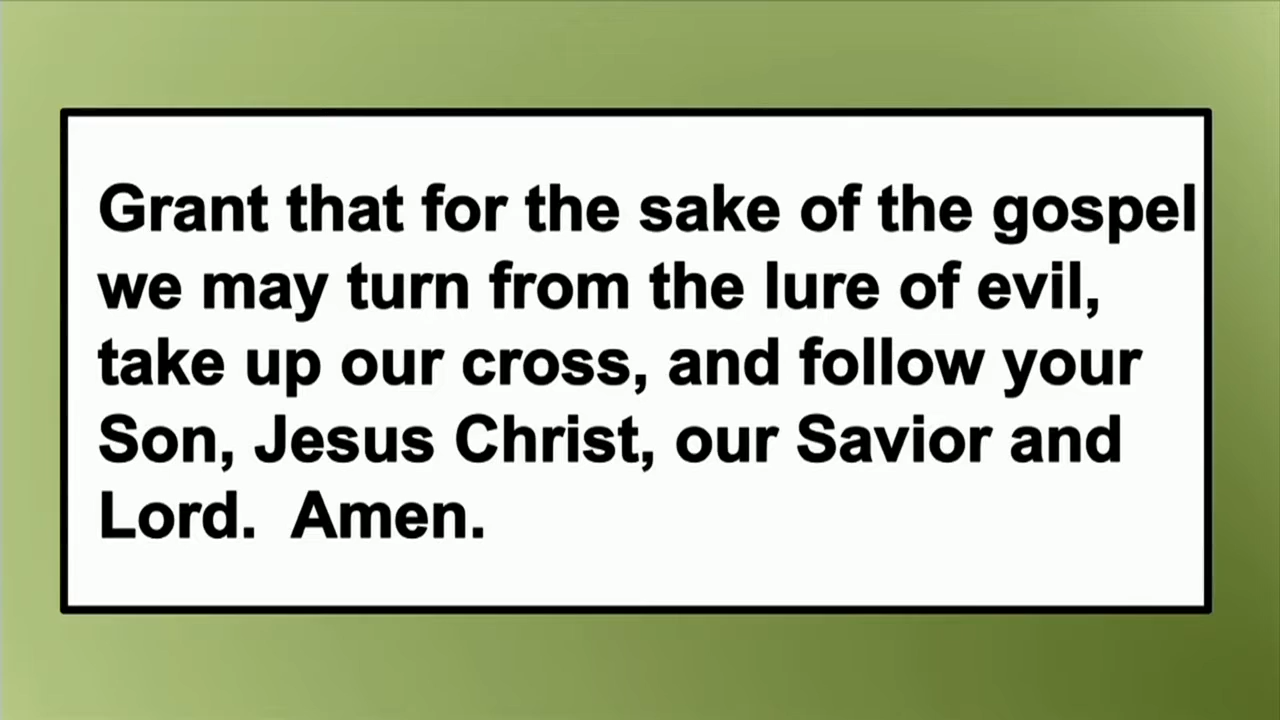 Grant that for the sake of the gospel
we may turn from the lure of evil,
take up our cross, and follow your
Son, Jesus Christ, our Savior and
Lord.  Amen.